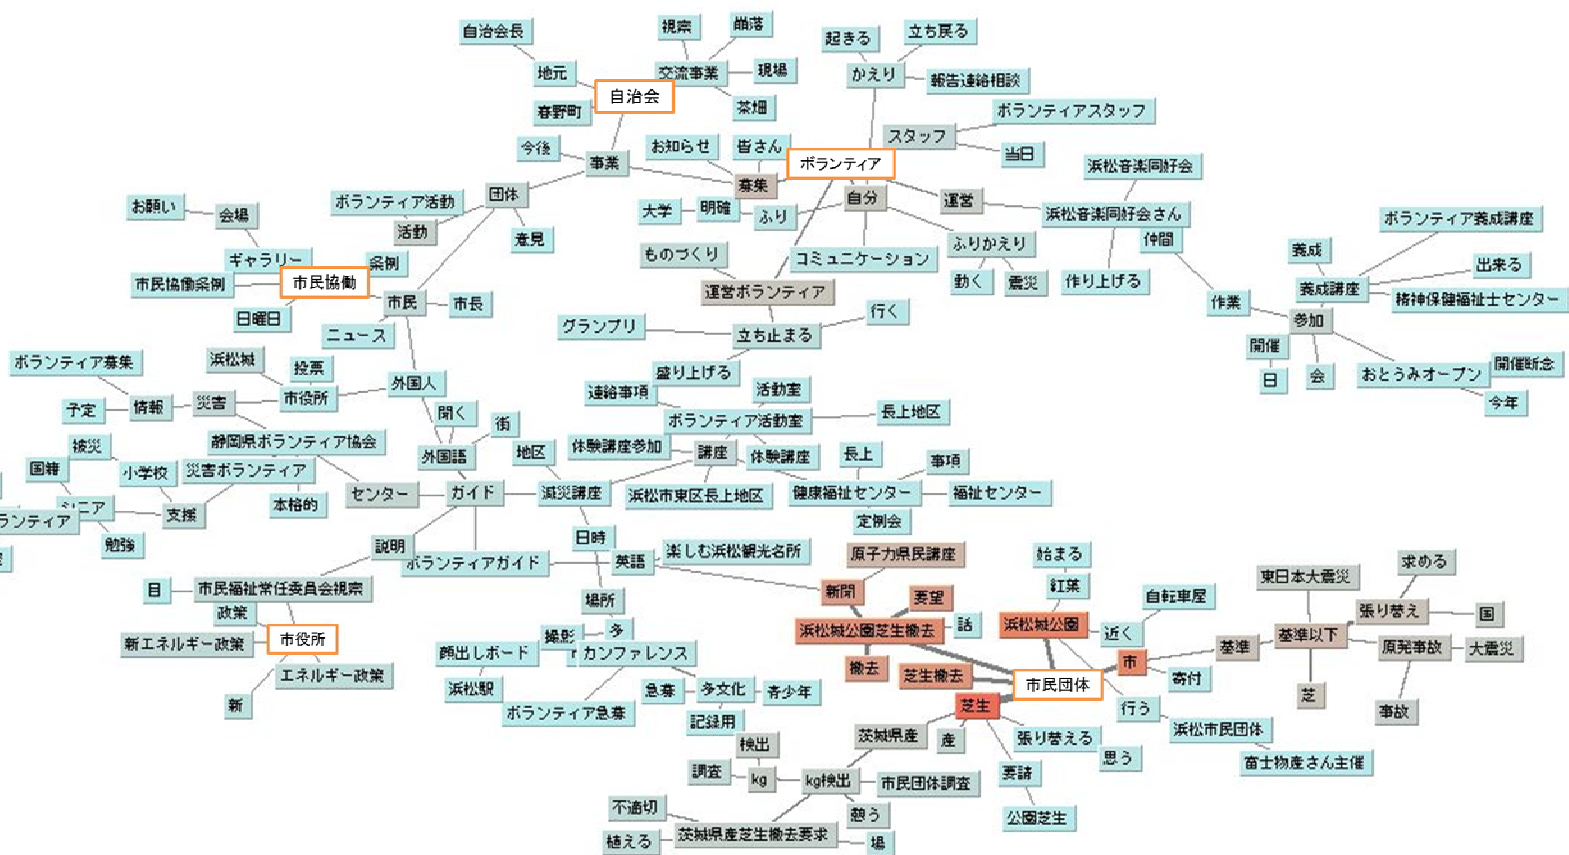 自治会長
視察
崩落
起きる
立ち戻る
地元
交流事業
現場
かえり
報告連絡相談
自治会
春野町
茶畑
ボランティアスタッフ
スタッフ
当日
今後
事業
お知らせ
皆さん
ボランティア
浜松音楽同好会
募集
団体
自分
運営
ボランティア活動
お願い
会場
大学
明確
ふり
浜松音楽同好会さん
ボランティア養成講座
活動
意見
仲間
ふりかえり
養成
ものづくり
コミュニケーション
ギャラリー
条例
出来る
市民協働条例
市民協働
動く
震災
作り上げる
養成講座
精神保健福祉士センター
運営ボランティア
市民
市長
作業
日曜日
行く
参加
グランプリ
立ち止まる
ニュース
開催
ボランティア募集
浜松城
投票
盛り上げる
日
会
おとうみオープン
開催断念
外国人
連絡事項
活動室
今年
予定
情報
災害
市役所
聞く
街
ボランティア活動室
長上地区
被災
静岡県ボランティア協会
外国語
地区
体験講座参加
講座
体験講座
長上
事項
国籍
小学校
災害ボランティア
センター
ガイド
減災講座
浜松市東区長上地区
健康福祉センター
福祉センター
本格的
シニア
ランティア
支援
定例会
勉強
説明
日時
ボランティアガイド
英語
楽しむ浜松観光名所
原子力県民講座
始まる
求める
目
市民福祉常任委員会視察
新聞
要望
紅葉
自転車屋
東日本大震災
政策
場所
張り替え
国
新エネルギー政策
市役所
撮影
多
浜松城公園芝生撤去
話
浜松城公園
近く
基準以下
顔出しボード
カンファレンス
市
基準
原発事故
大震災
エネルギー政策
撤去
芝生撤去
市民団体
寄付
浜松駅
急募
多文化
青少年
芝
新
ボランティア急募
記録用
芝生
行う
事故
茨城県産
産
張り替える
浜松市民団体
検出
思う
富士物産さん主催
調査
kg
kg検出
市民団体調査
要請
不適切
憩う
公園芝生
植える
茨城県産芝生撤去要求
場